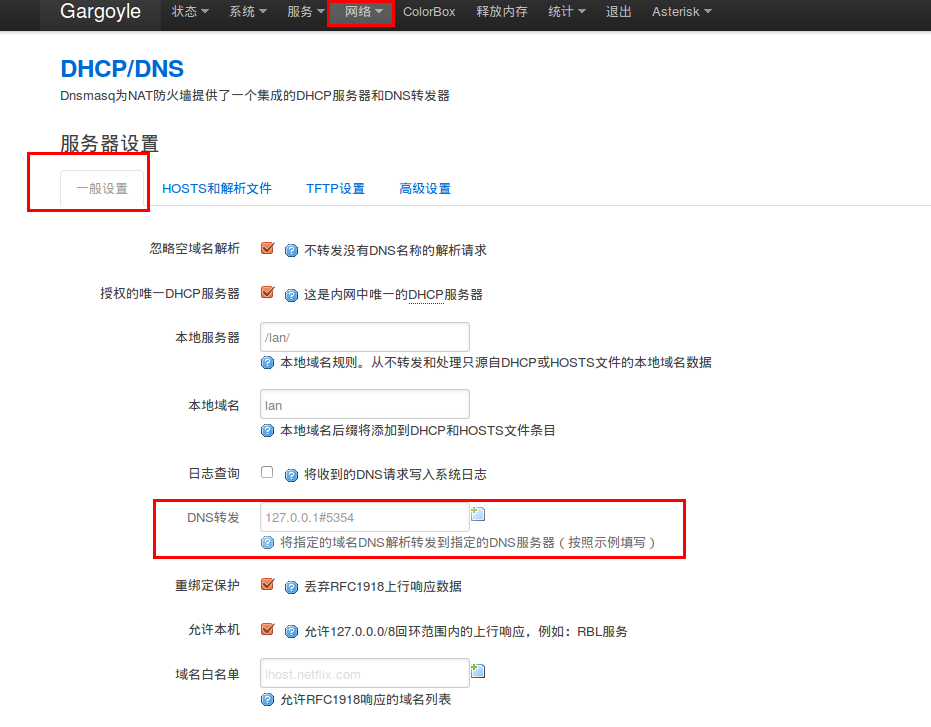 Gargoyle 状态 系统 服务 网络 ColorBox 释放内存 统计 退出 Asterisk
DHCP/DNS
Dnsmasq为NAT防火墙提供了一个集成的DHCP服务器和DNS转发器
服务器设置
一般设置 HOSTS和解析文件 TFTP设置 高级设置
忽略空域名解析 不转发没有DNS名称的解析请求
授权的唯一DHCP服务器 这是内网中唯一的DHCP服务器
本地服务器 /lan/
本地域名规则。从不转发和处理只源自DHCP或HOSTS文件的本地域名数据
本地域名 lan
本地域名后缀将添加到DHCP和HOSTS文件条目
日志查询 将收到的DNS请求写入系统日志
DNS转发 127.0.0.1#5354
将指定的域名DNS解析转发到指定的DNS服务器（按照示例填写）
重绑定保护 丢弃RFC1918上行响应数据
允许本机 允许127.0.0.0/8回环范围内的上行响应，例如：RBL服务
域名白名单 ihost.netflix.com
允许RFC1918响应的域名列表